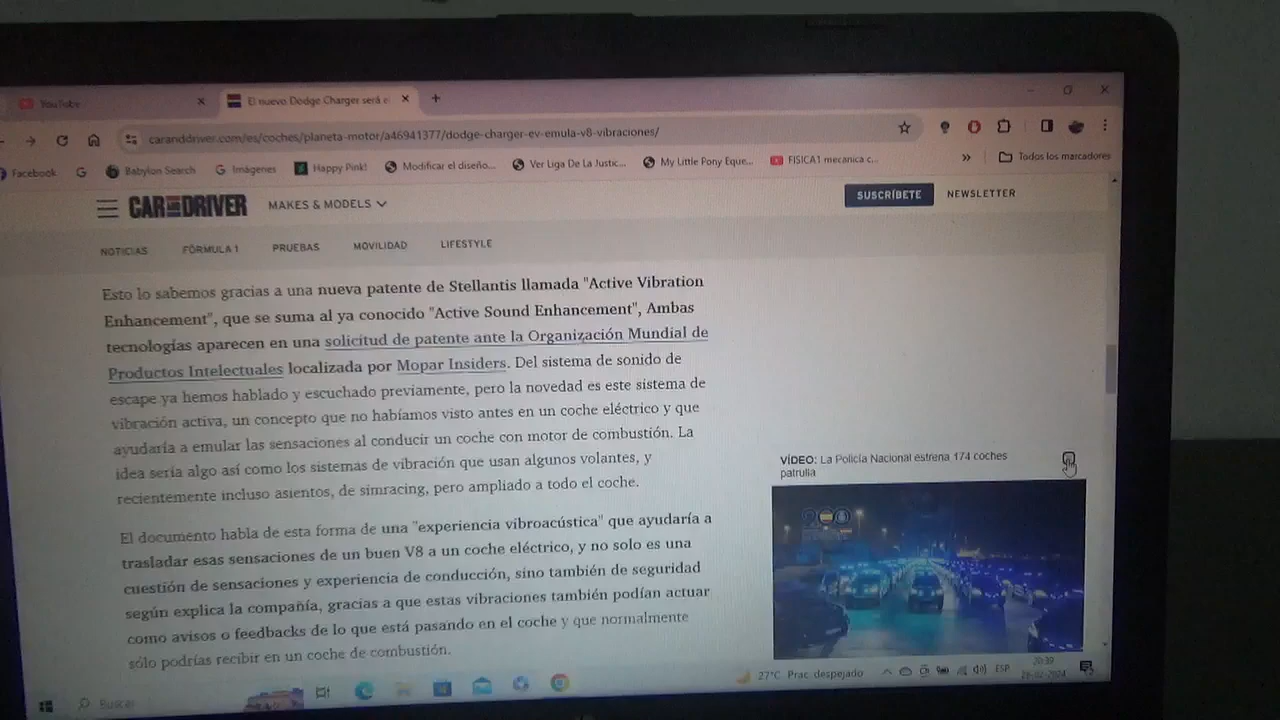 YouTube
El nuevo Dodge Charger será e
caranddriver.com/es/coches/planeta-motor/a46941377/dodge-charger-ev-emula-v8-vibraciones/
Facebook
Babylon Search
Imágenes
Happy Pink!
Modificar el diseño...
Ver Liga De La Justic...
My Little Pony Eque...
FISICA1 mecanica c...
Todos los marcadores
CAR AND DRIVER
MAKES & MODELS
SUSCRÍBETE
NEWSLETTER
NOTICIAS
FÓRMULA 1
PRUEBAS
MOVILIDAD
LIFESTYLE
Esto lo sabemos gracias a una nueva patente de Stellantis llamada "Active Vibration
Enhancement", que se suma al ya conocido "Active Sound Enhancement", Ambas
tecnologías aparecen en una solicitud de patente ante la Organización Mundial de
Productos Intelectuales localizada por Mopar Insiders. Del sistema de sonido de
escape ya hemos hablado y escuchado previamente, pero la novedad es este sistema de
vibración activa, un concepto que no habíamos visto antes en un coche eléctrico y que
ayudaría a emular las sensaciones al conducir un coche con motor de combustión. La
idea sería algo así como los sistemas de vibración que usan algunos volantes, y
recientemente incluso asientos, de simracing, pero ampliado a todo el coche.
El documento habla de esta forma de una "experiencia vibroacústica" que ayudaría a
trasladar esas sensaciones de un buen V8 a un coche eléctrico, y no solo es una
cuestión de sensaciones y experiencia de conducción, sino también de seguridad
según explica la compañía, gracias a que estas vibraciones también podían actuar
como avisos o feedbacks de lo que está pasando en el coche y que normalmente
sólo podrías recibir en un coche de combustión.
VÍDEO: La Policía Nacional estrena 174 coches
patrulla
200
Buscar
27°C Prac. despejado
ESP
20:39
26-02-2024